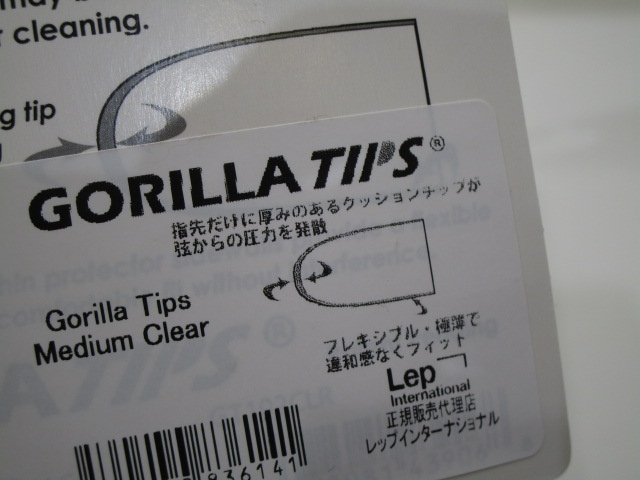 r cleaning.
g tip
GORILLA TIPS®
指先だけに厚みのあるクッションチップが
弦からの圧力を発散
Gorilla Tips
Medium Clear
フレキシブル・極薄で
違和感なくフィット
Lep
International
正規販売代理店
レップインターナショナル
836141